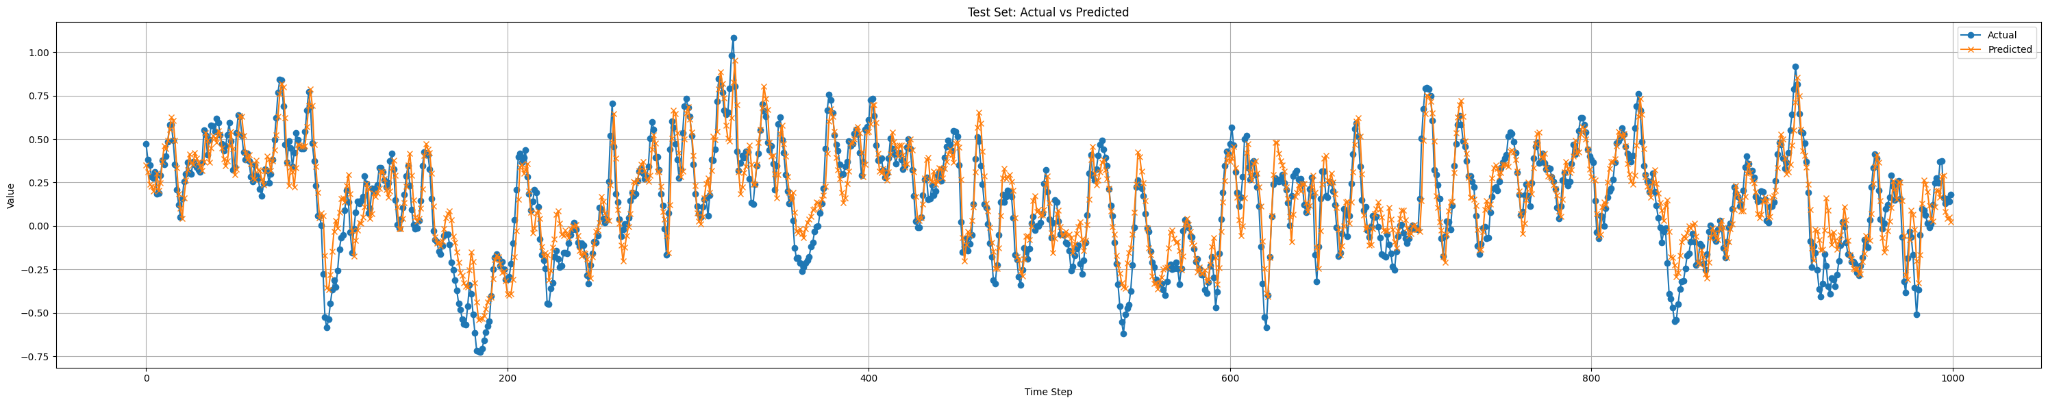 Test Set: Actual vs Predicted
Actual
Predicted
Value
1.00
0.75
0.50
0.25
0.00
−0.25
−0.50
−0.75
0 200 400 600 800 1000
Time Step